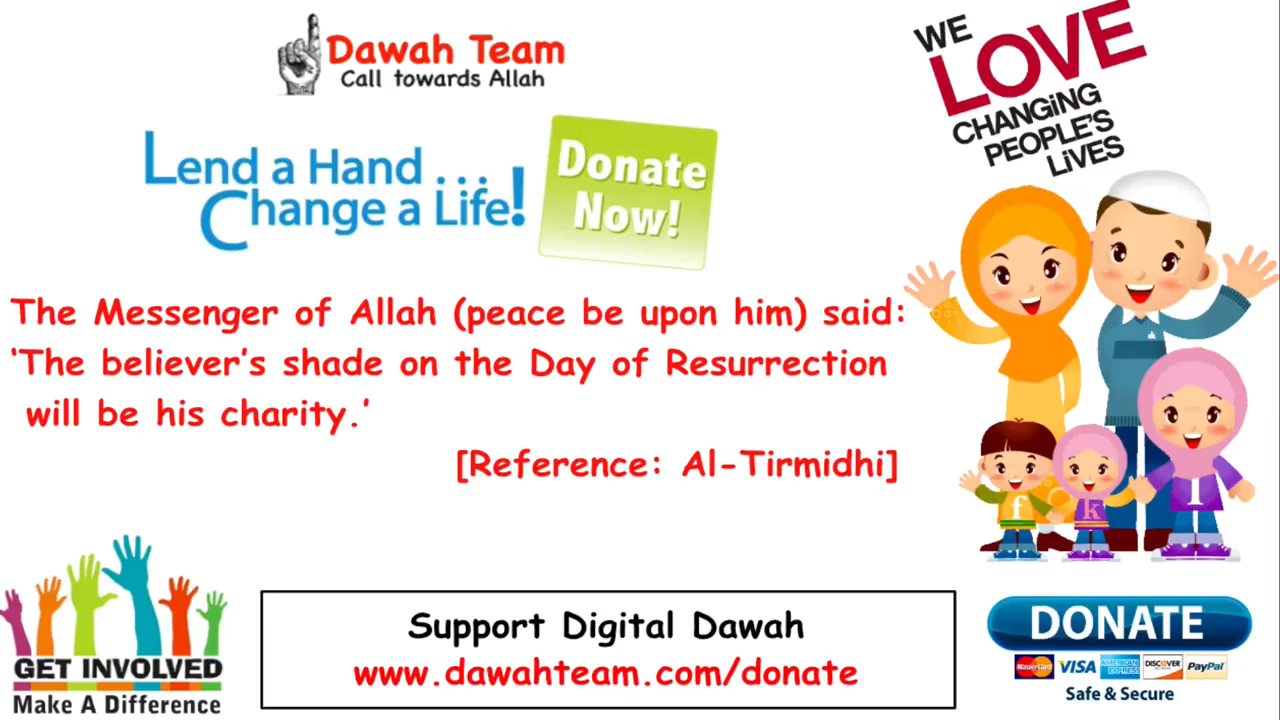 Dawah Team
Call towards Allah
WE
LOVE
CHANGiNG
PEOPLE'S
LiVES
Lend a Hand . . .
Change a Life!
Donate
Now!
The Messenger of Allah (peace be upon him) said:
'The believer's shade on the Day of Resurrection
will be his charity.'
[Reference: Al-Tirmidhi]
f
k
l
GET INVOLVED
Make A Difference
Support Digital Dawah
www.dawahteam.com/donate
DONATE
MasterCard VISA AMERICAN EXPRESS DISCOVER PayPal
Safe & Secure